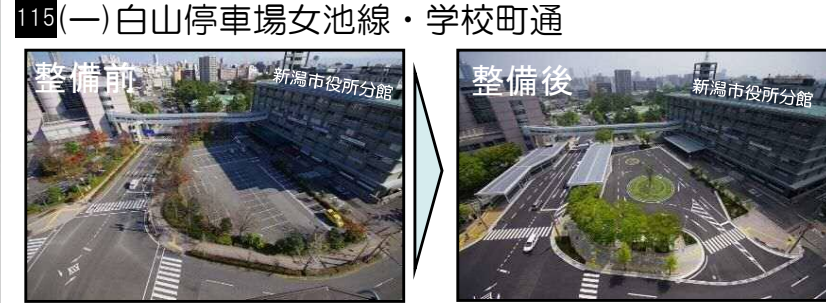 115(一)白山停車場女池線・学校町通
整備前
新潟市役所分館
整備後
新潟市役所分館